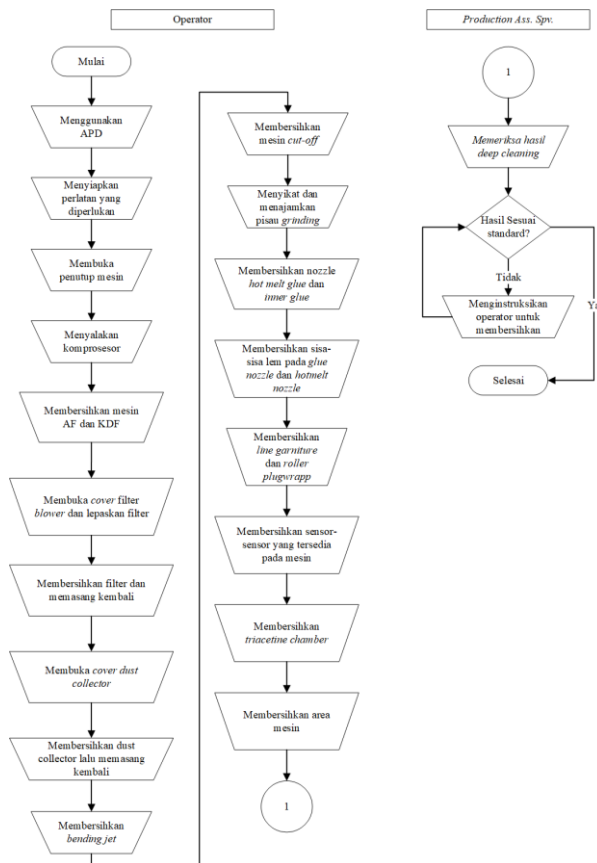 Operator
Mulai
Menggunakan
APD
Menyiapkan
perlatan yang
diperlukan
Membuka
penutup mesin
Menyalakan
komprosesor
Membersihkan mesin
AF dan KDF
Membuka cover filter
blower dan lepaskan filter
Membersihkan filter dan
memasang kembali
Membuka cover dust
collector
Membersihkan dust
collector lalu memasang
kembali
Membersihkan
bending jet
Membersihkan
mesin cut-off
Menyikat dan
menajamkan
pisau grinding
Membersihkan nozzle
hot melt glue dan
inner glue
Membersihkan sisa-
sisa lem pada glue
nozzle dan hotmelt
nozzle
Membersihkan
line garniture
dan roller
plugwrapp
Membersihkan sensor-
sensor yang tersedia
pada mesin
Membersihkan
triacetine chamber
Membersihkan area
mesin
1
Production Ass. Spv.
1
Memeriksa hasil
deep cleaning
Hasil Sesuai
standard?
Tidak
Menginstruksikan
operator untuk
membersihkan
Selesai